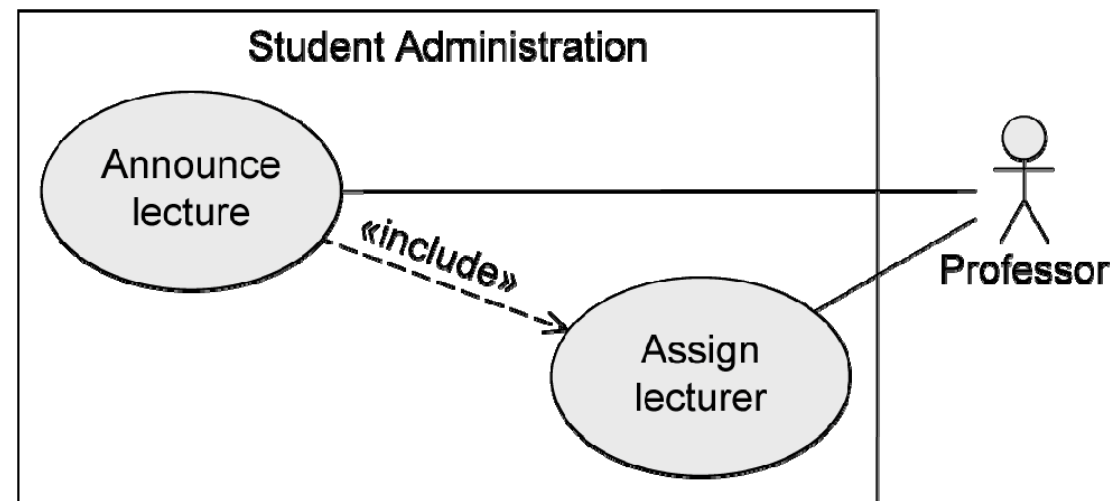 Student Administration
Announce
lecture
«include»
Professor
Assign
lecturer